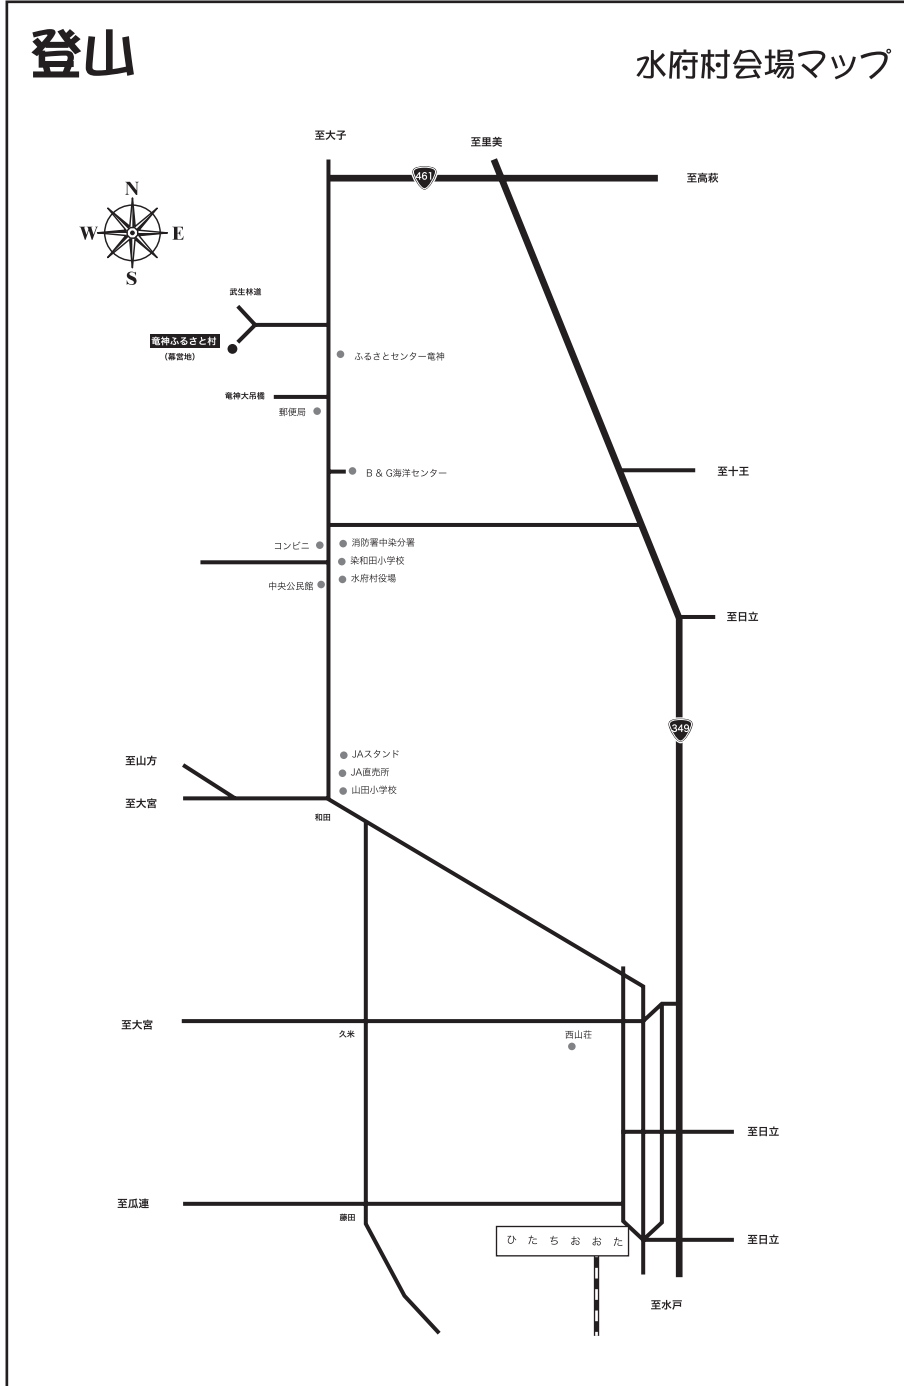 登山
水府村会場マップ
至大子
至里美
461
至高萩
N
W
E
S
武生林道
竜神ふるさと村
(幕営地)
ふるさとセンター竜神
竜神大吊橋
郵便局
B & G海洋センター
至十王
コンビニ
消防署中染分署
染和田小学校
水府村役場
中央公民館
至日立
349
JAスタンド
JA直売所
山田小学校
至山方
至大宮
和田
至大宮
久米
西山荘
至日立
至瓜連
藤田
ひたちおおた
至日立
至水戸